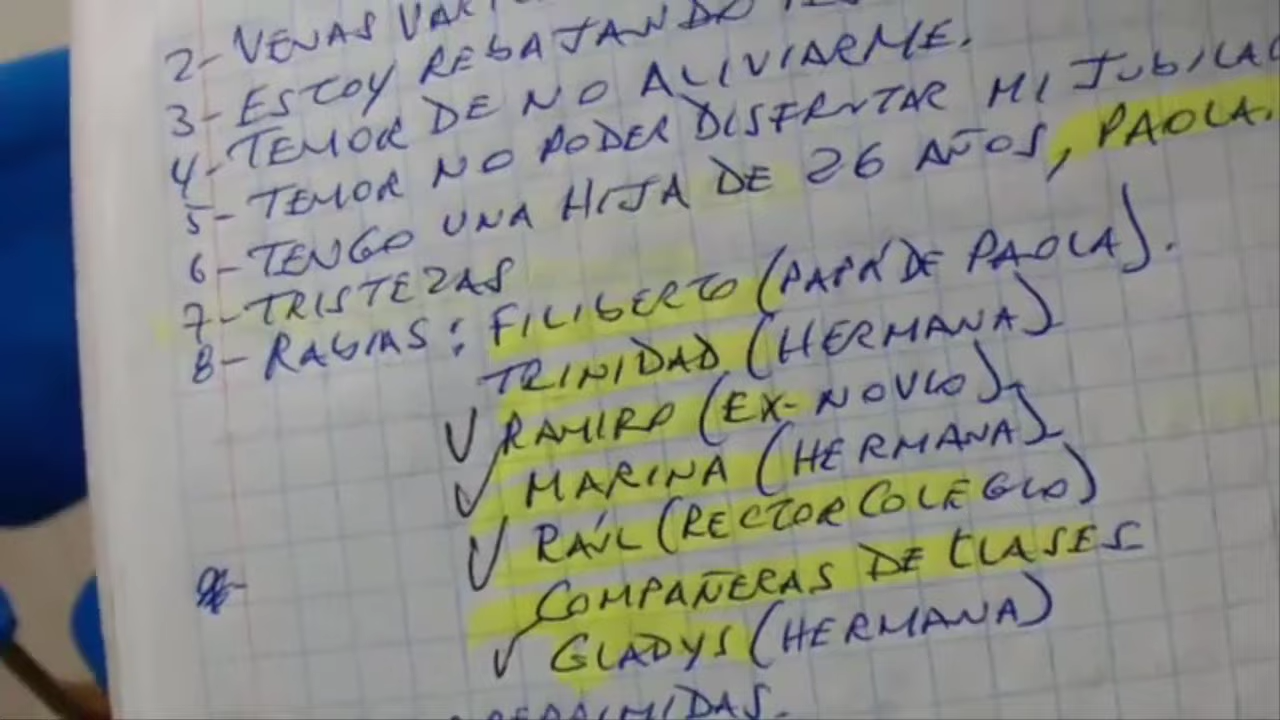 2- VENAS
3- ESTOY REBAJANDO
4- TEMOR DE NO ALIVIARME.
5- TEMOR NO PODER DISFRUTAR MI JUBILAC
6- TENGO UNA HIJA DE 26 AÑOS, PAOLA.
7- TRISTEZAS
8- RABIAS: FILIBERTO (PAPÁ DE PAOLA).
TRINIDAD (HERMANA)
✓ RAMIRO (EX-NOVIO)
✓ MARINA (HERMANA)
✓ RAÚL (RECTOR COLEGIO)
COMPAÑERAS DE CLASES
✓ GLADYS (HERMANA)